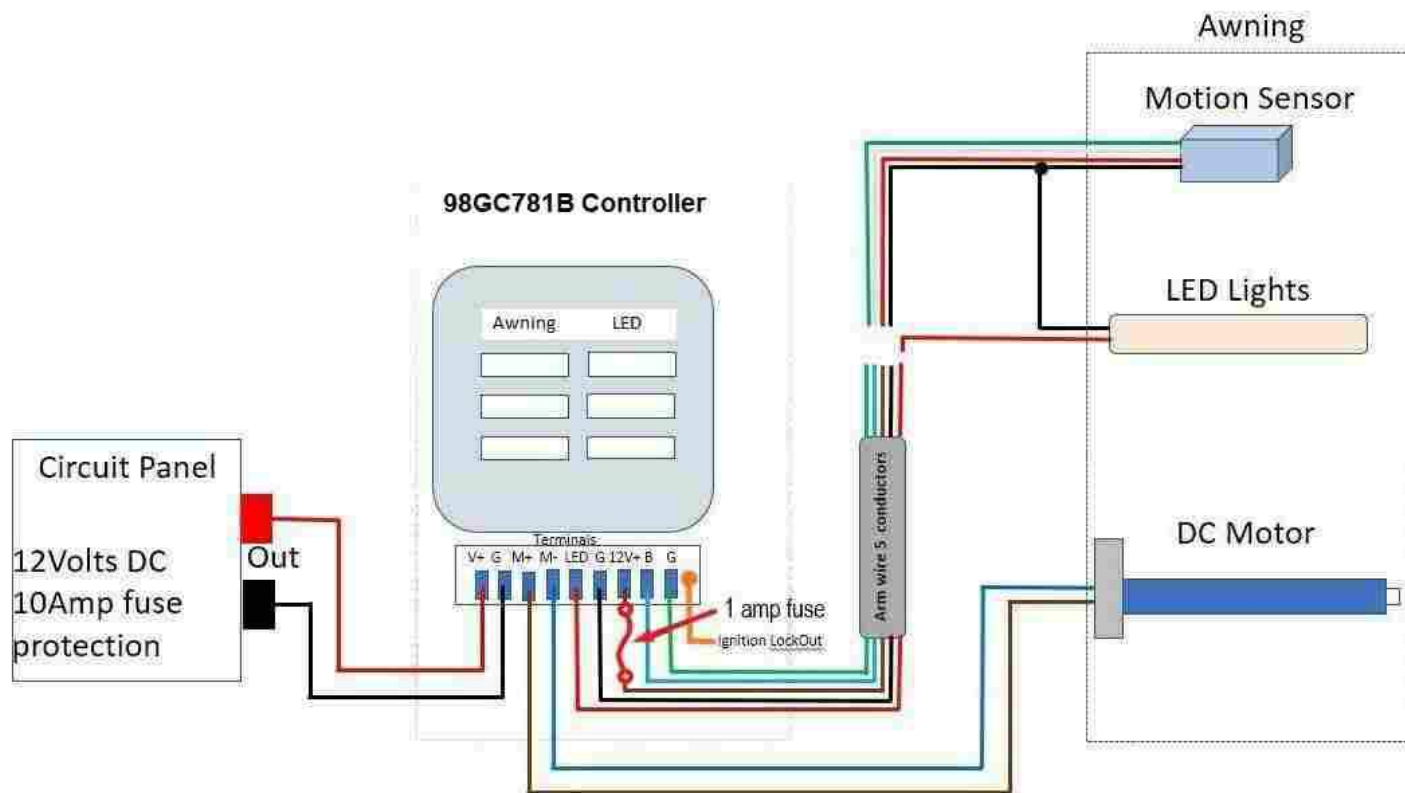 Awning
Motion Sensor
98GC781B Controller
LED Lights
Awning LED
Circuit Panel
12Volts DC
10Amp fuse
protection
Out
Terminals
V+ G M+ M- LED G 12V+ B G
1 amp fuse
Ignition LockOut
Arm wire 5 conductors
DC Motor